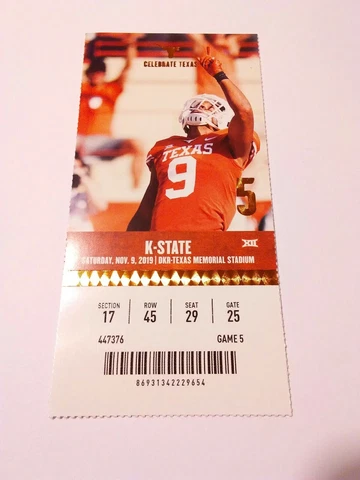 CELEBRATE TEXAS
TEXAS
9
5
K-STATE
XII
SATURDAY, NOV. 9, 2019 | DKR-TEXAS MEMORIAL STADIUM
SECTION ROW SEAT GATE
17 45 29 25
447376 GAME 5
86931342229654